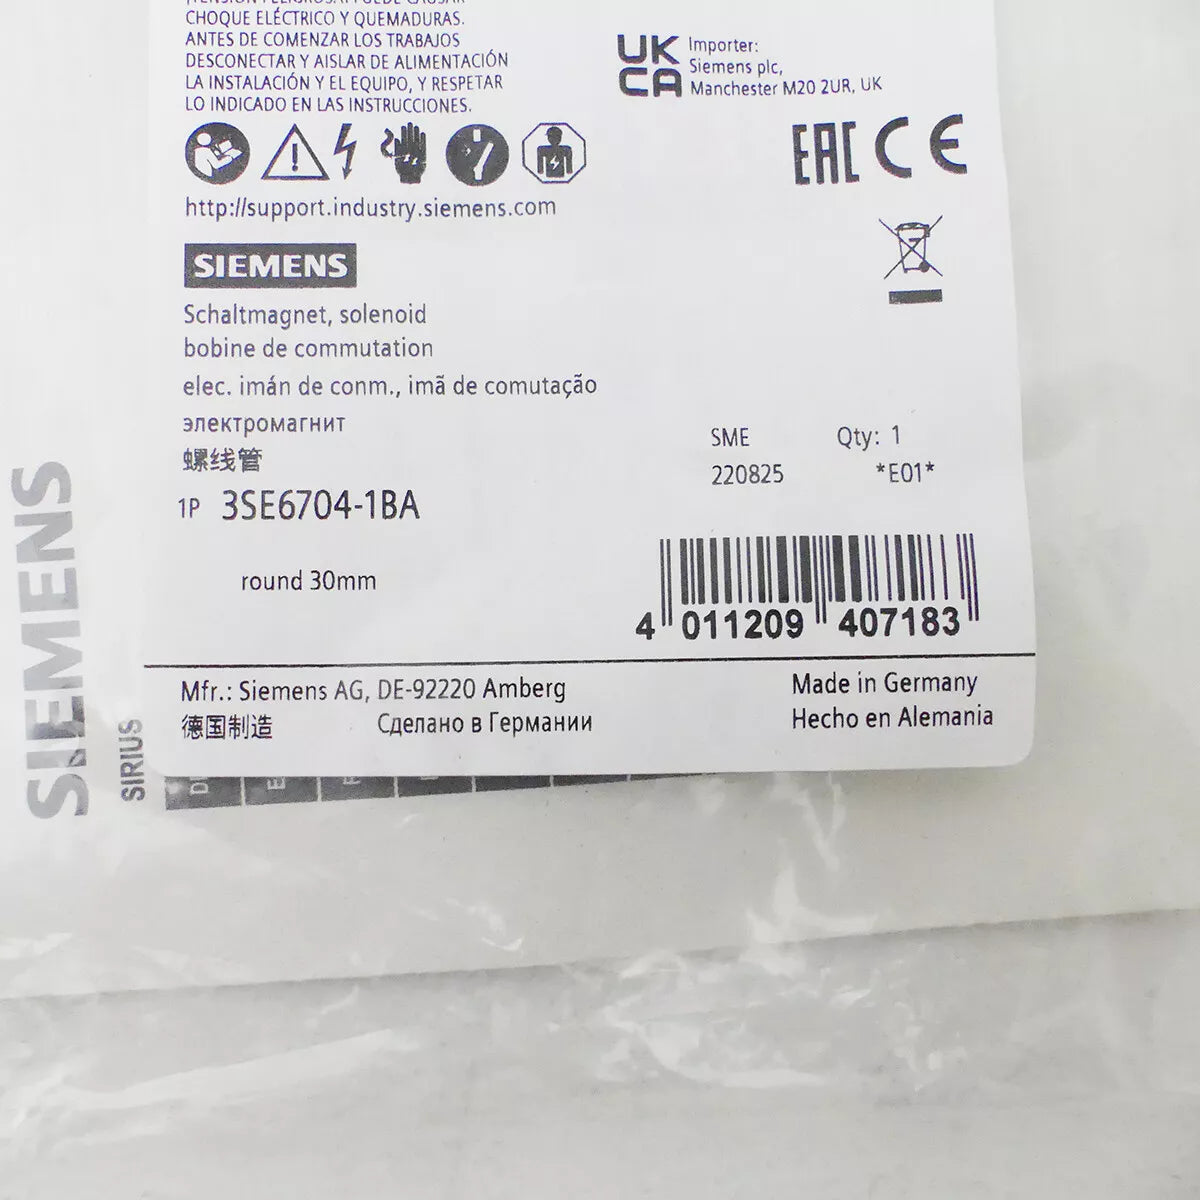 ¡TENSIÓN PELIGROSA! PUEDE CAUSAR
CHOQUE ELÉCTRICO Y QUEMADURAS.
ANTES DE COMENZAR LOS TRABAJOS
DESCONECTAR Y AISLAR DE ALIMENTACIÓN
LA INSTALACIÓN Y EL EQUIPO, Y RESPETAR
LO INDICADO EN LAS INSTRUCCIONES.
UK
CA
Importer:
Siemens plc,
Manchester M20 2UR, UK
EAC CE
http://support.industry.siemens.com
SIEMENS
Schaltmagnet, solenoid
bobine de commutation
elec. imán de conm., imã de comutação
электромагнит
螺线管
1P 3SE6704-1BA
SME Qty: 1
220825 *E01*
round 30mm
4 011209 407183
Mfr.: Siemens AG, DE-92220 Amberg
德国制造 Сделано в Германии
Made in Germany
Hecho en Alemania
SIEMENS
SIRIUS